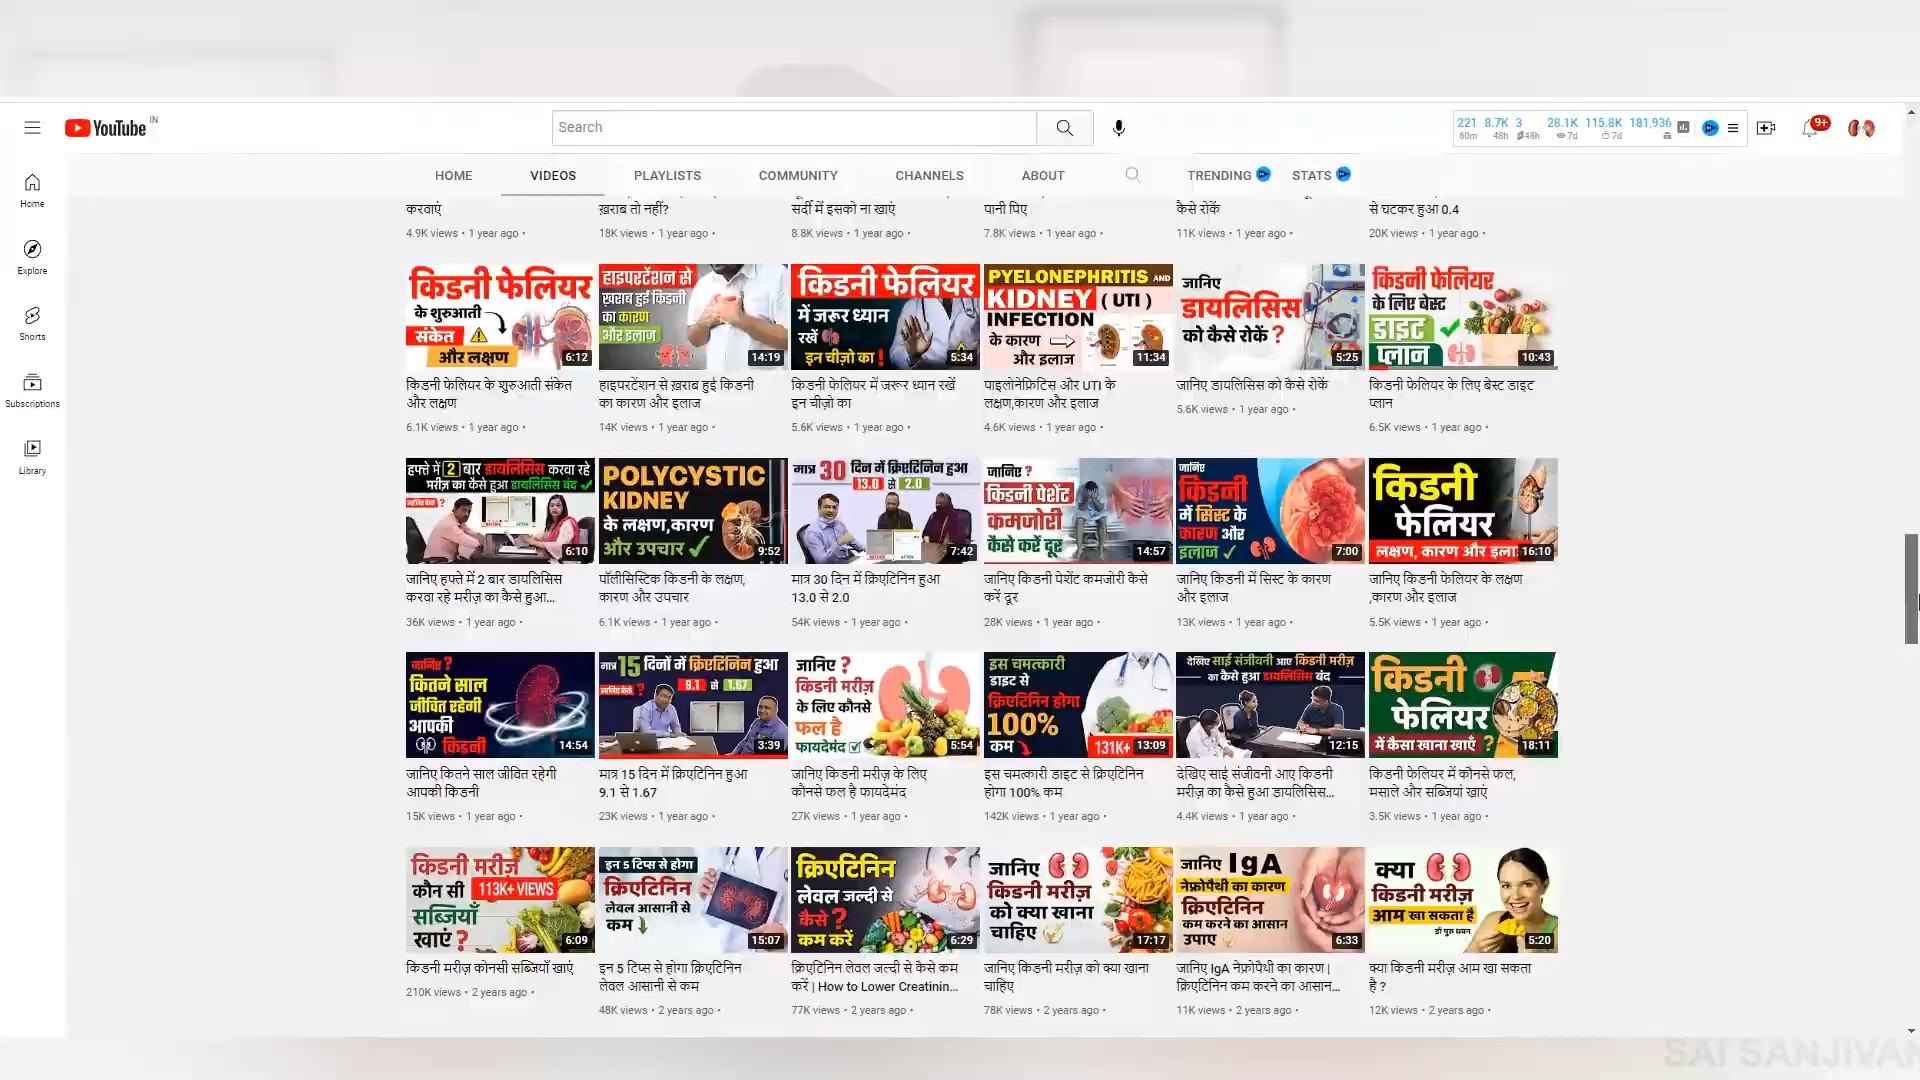 YouTube IN
Search
221 8.7K 3 28.1K 115.8K 181,936
60m 48h 48h 7d 7d
9+
HOME VIDEOS PLAYLISTS COMMUNITY CHANNELS ABOUT TRENDING STATS
Home
Explore
Shorts
Subscriptions
Library
करवाएं
4.9K views • 1 year ago •
ख़राब तो नहीं?
18K views • 1 year ago •
सर्दी में इसको ना खाएं
8.8K views • 1 year ago •
पानी पिए
7.8K views • 1 year ago •
कैसे रोकें
11K views • 1 year ago •
से घटकर हुआ 0.4
20K views • 1 year ago •
किडनी फेलियर
के शुरुआती
संकेत
और लक्षण
6:12
किडनी फेलियर के शुरुआती संकेत
और लक्षण
6.1K views • 1 year ago •
हाइपरटेंशन से
ख़राब हुई किडनी
का कारण
और इलाज
14:19
हाइपरटेंशन से ख़राब हुई किडनी
का कारण और इलाज
14K views • 1 year ago •
किडनी फेलियर
में जरूर ध्यान
रखें
इन चीज़ो का !
5:34
किडनी फेलियर में जरूर ध्यान रखें
इन चीज़ो का
5.6K views • 1 year ago •
PYELONEPHRITIS AND
KIDNEY ( UTI )
INFECTION
के कारण
और इलाज
11:34
पाइलोनेफ्रिटिस और UTI के
लक्षण,कारण और इलाज
4.6K views • 1 year ago •
जानिए
डायलिसिस
को कैसे रोकें ?
5:25
जानिए डायलिसिस को कैसे रोकें
5.6K views • 1 year ago •
किडनी फेलियर
के लिए बेस्ट
डाइट
प्लान
10:43
किडनी फेलियर के लिए बेस्ट डाइट
प्लान
6.5K views • 1 year ago •
हफ्ते में 2 बार डायलिसिस करवा रहे
मरीज़ का कैसे हुआ डायलिसिस बंद
6:10
जानिए हफ्ते में 2 बार डायलिसिस
करवा रहे मरीज़ का कैसे हुआ...
36K views • 1 year ago •
POLYCYSTIC
KIDNEY
के लक्षण,कारण
और उपचार
9:52
पॉलीसिस्टिक किडनी के लक्षण,
कारण और उपचार
6.1K views • 1 year ago •
मात्र 30 दिन में क्रिएटिनिन हुआ
13.0 से 2.0
7:42
मात्र 30 दिन में क्रिएटिनिन हुआ
13.0 से 2.0
54K views • 1 year ago •
जानिए ?
किडनी पेशेंट
कमजोरी
कैसे करें दूर
14:57
जानिए किडनी पेशेंट कमजोरी कैसे
करें दूर
28K views • 1 year ago •
जानिए
किडनी
में सिस्ट के
कारण और
इलाज
7:00
जानिए किडनी में सिस्ट के कारण
और इलाज
13K views • 1 year ago •
किडनी
फेलियर
लक्षण, कारण और इला
16:10
जानिए किडनी फेलियर के लक्षण
,कारण और इलाज
5.5K views • 1 year ago •
जानिए ?
कितने साल
जीवित रहेगी
आपकी
किडनी
14:54
जानिए कितने साल जीवित रहेगी
आपकी किडनी
15K views • 1 year ago •
मात्र 15 दिनों में क्रिएटिनिन हुआ
9.1 से 1.67
3:39
मात्र 15 दिन में क्रिएटिनिन हुआ
9.1 से 1.67
23K views • 1 year ago •
जानिए ?
किडनी मरीज़
के लिए कौनसे
फल है
फायदेमंद
5:54
जानिए किडनी मरीज़ के लिए
कौनसे फल है फायदेमंद
27K views • 1 year ago •
इस चमत्कारी
डाइट से
क्रिएटिनिन होगा
100%
कम
131K+ 13:09
इस चमत्कारी डाइट से क्रिएटिनिन
होगा 100% कम
142K views • 1 year ago •
देखिए साई संजीवनी आए किडनी मरीज़
का कैसे हुआ डायलिसिस बंद
12:15
देखिए साई संजीवनी आए किडनी
मरीज़ का कैसे हुआ डायलिसिस...
4.4K views • 1 year ago •
किडनी
फेलियर
में कैसा खाना खाएँ ?
18:11
किडनी फेलियर में कौनसे फल,
मसाले और सब्जियां खाएं
3.5K views • 1 year ago •
किडनी मरीज़
कौन सी 113K+ VIEWS
सब्जियाँ
खाएं ?
6:09
किडनी मरीज़ कोनसी सब्जियाँ खाएं
210K views • 2 years ago •
इन 5 टिप्स से होगा
क्रिएटिनिन
लेवल आसानी से
कम
15:07
इन 5 टिप्स से होगा क्रिएटिनिन
लेवल आसानी से कम
48K views • 2 years ago •
क्रिएटिनिन
लेवल जल्दी से
कैसे ?
कम करें
6:29
क्रिएटिनिन लेवल जल्दी से कैसे कम
करें | How to Lower Creatinin...
77K views • 2 years ago •
जानिए
किडनी मरीज़
को क्या खाना
चाहिए
17:17
जानिए किडनी मरीज़ को क्या खाना
चाहिए
78K views • 2 years ago •
जानिए IgA
नेफ्रोपैथी का कारण
क्रिएटिनिन
कम करने का आसान
उपाए
6:33
जानिए IgA नेफ्रोपैथी का कारण |
क्रिएटिनिन कम करने का आसान...
11K views • 2 years ago •
क्या
किडनी मरीज़
आम खा सकता
है ?
5:20
क्या किडनी मरीज़ आम खा सकता
है ?
12K views • 2 years ago •
SAI SANJIVAN